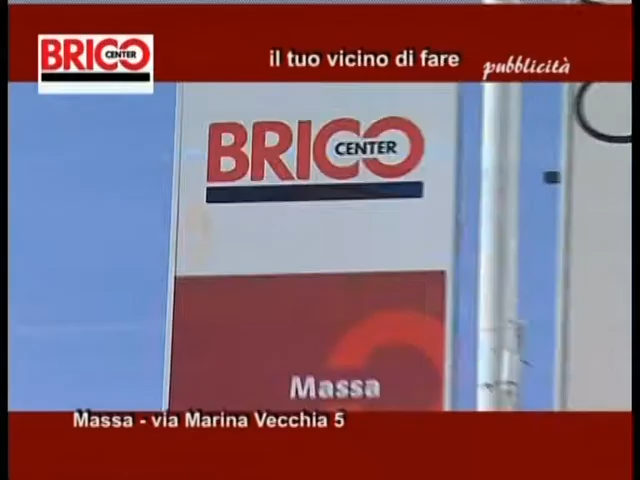 BRICO
CENTER
il tuo vicino di fare
pubblicità
BRICO
CENTER
Massa
Massa - via Marina Vecchia 5